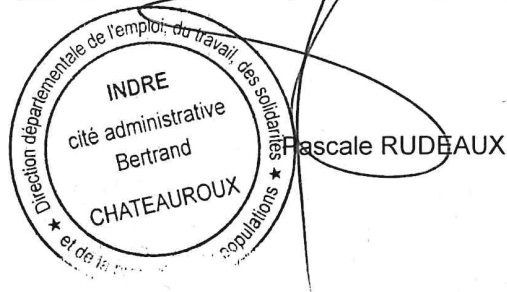 Direction départementale de l'emploi, du travail, des solidarités
★ et de la populations ★
INDRE
cité administrative
Bertrand
CHATEAUROUX
Pascale RUDEAUX